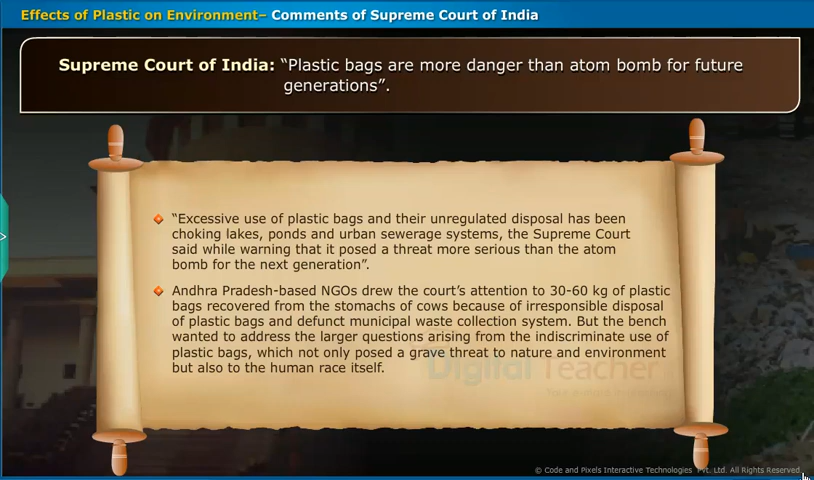 Effects of Plastic on Environment– Comments of Supreme Court of India
Supreme Court of India: “Plastic bags are more danger than atom bomb for future
generations”.
“Excessive use of plastic bags and their unregulated disposal has been
choking lakes, ponds and urban sewerage systems, the Supreme Court
said while warning that it posed a threat more serious than the atom
bomb for the next generation”.
Andhra Pradesh-based NGOs drew the court’s attention to 30-60 kg of plastic
bags recovered from the stomachs of cows because of irresponsible disposal
of plastic bags and defunct municipal waste collection system. But the bench
wanted to address the larger questions arising from the indiscriminate use of
plastic bags, which not only posed a grave threat to nature and environment
but also to the human race itself.
Digital Teacher
© Code and Pixels Interactive Technologies Pvt. Ltd. All Rights Reserved